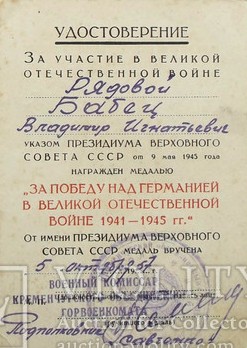 УДОСТОВЕРЕНИЕ
ЗА УЧАСТИЕ В ВЕЛИКОЙ
ОТЕЧЕСТВЕННОЙ ВОЙНЕ
Рядовой
Бабец
Владимир Игнатьевич
УКАЗОМ ПРЕЗИДИУМА ВЕРХОВНОГО
СОВЕТА СССР от 9 мая 1945 года
НАГРАЖДЕН МЕДАЛЬЮ
„ЗА ПОБЕДУ НАД ГЕРМАНИЕЙ
В ВЕЛИКОЙ ОТЕЧЕСТВЕННОЙ
ВОЙНЕ 1941—1945 гг."
ОТ ИМЕНИ ПРЕЗИДИУМА ВЕРХОВНОГО
СОВЕТА СССР МЕДАЛЬ ВРУЧЕНА
5 октября
ВОЕННЫЙ КОМИССАР
ГОРВОЕНКОМАТА
Подполковник